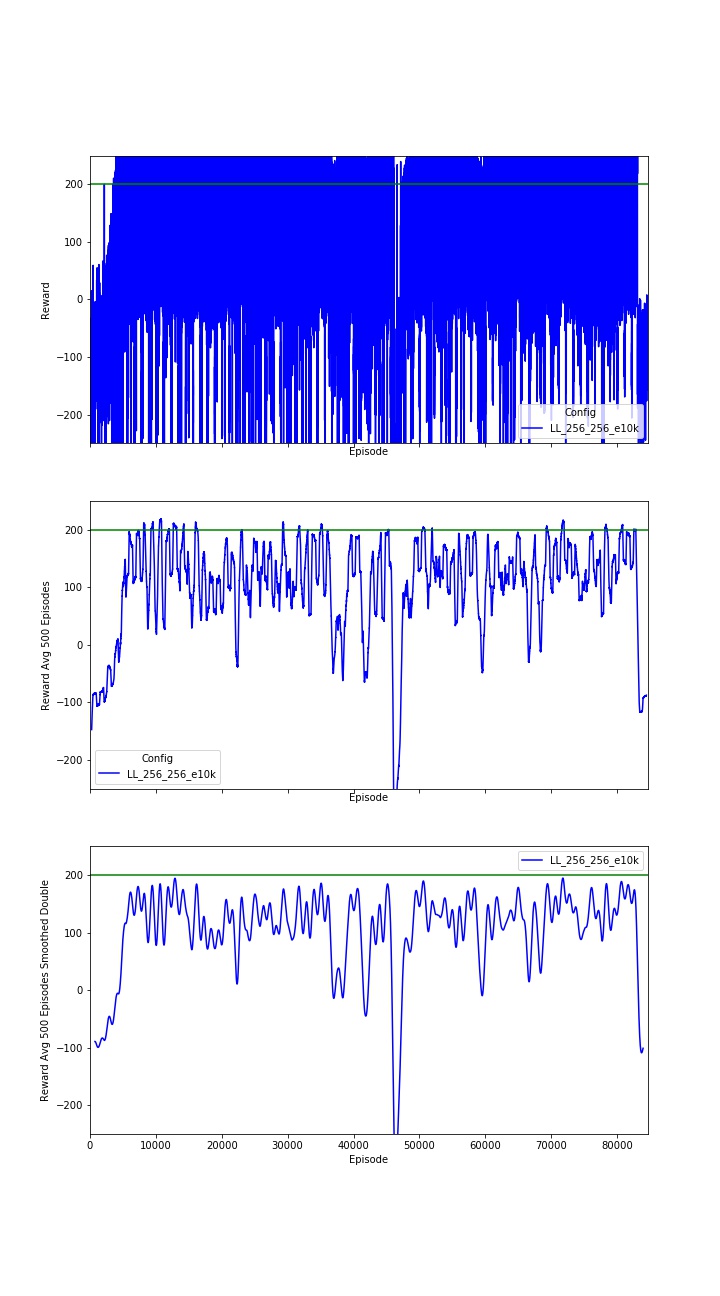 200
100
0
−100
−200
Reward
Config
LL_256_256_e10k
Episode
200
100
0
−100
−200
Reward Avg 500 Episodes
Config
LL_256_256_e10k
Episode
200
100
0
−100
−200
Reward Avg 500 Episodes Smoothed Double
LL_256_256_e10k
0 10000 20000 30000 40000 50000 60000 70000 80000
Episode